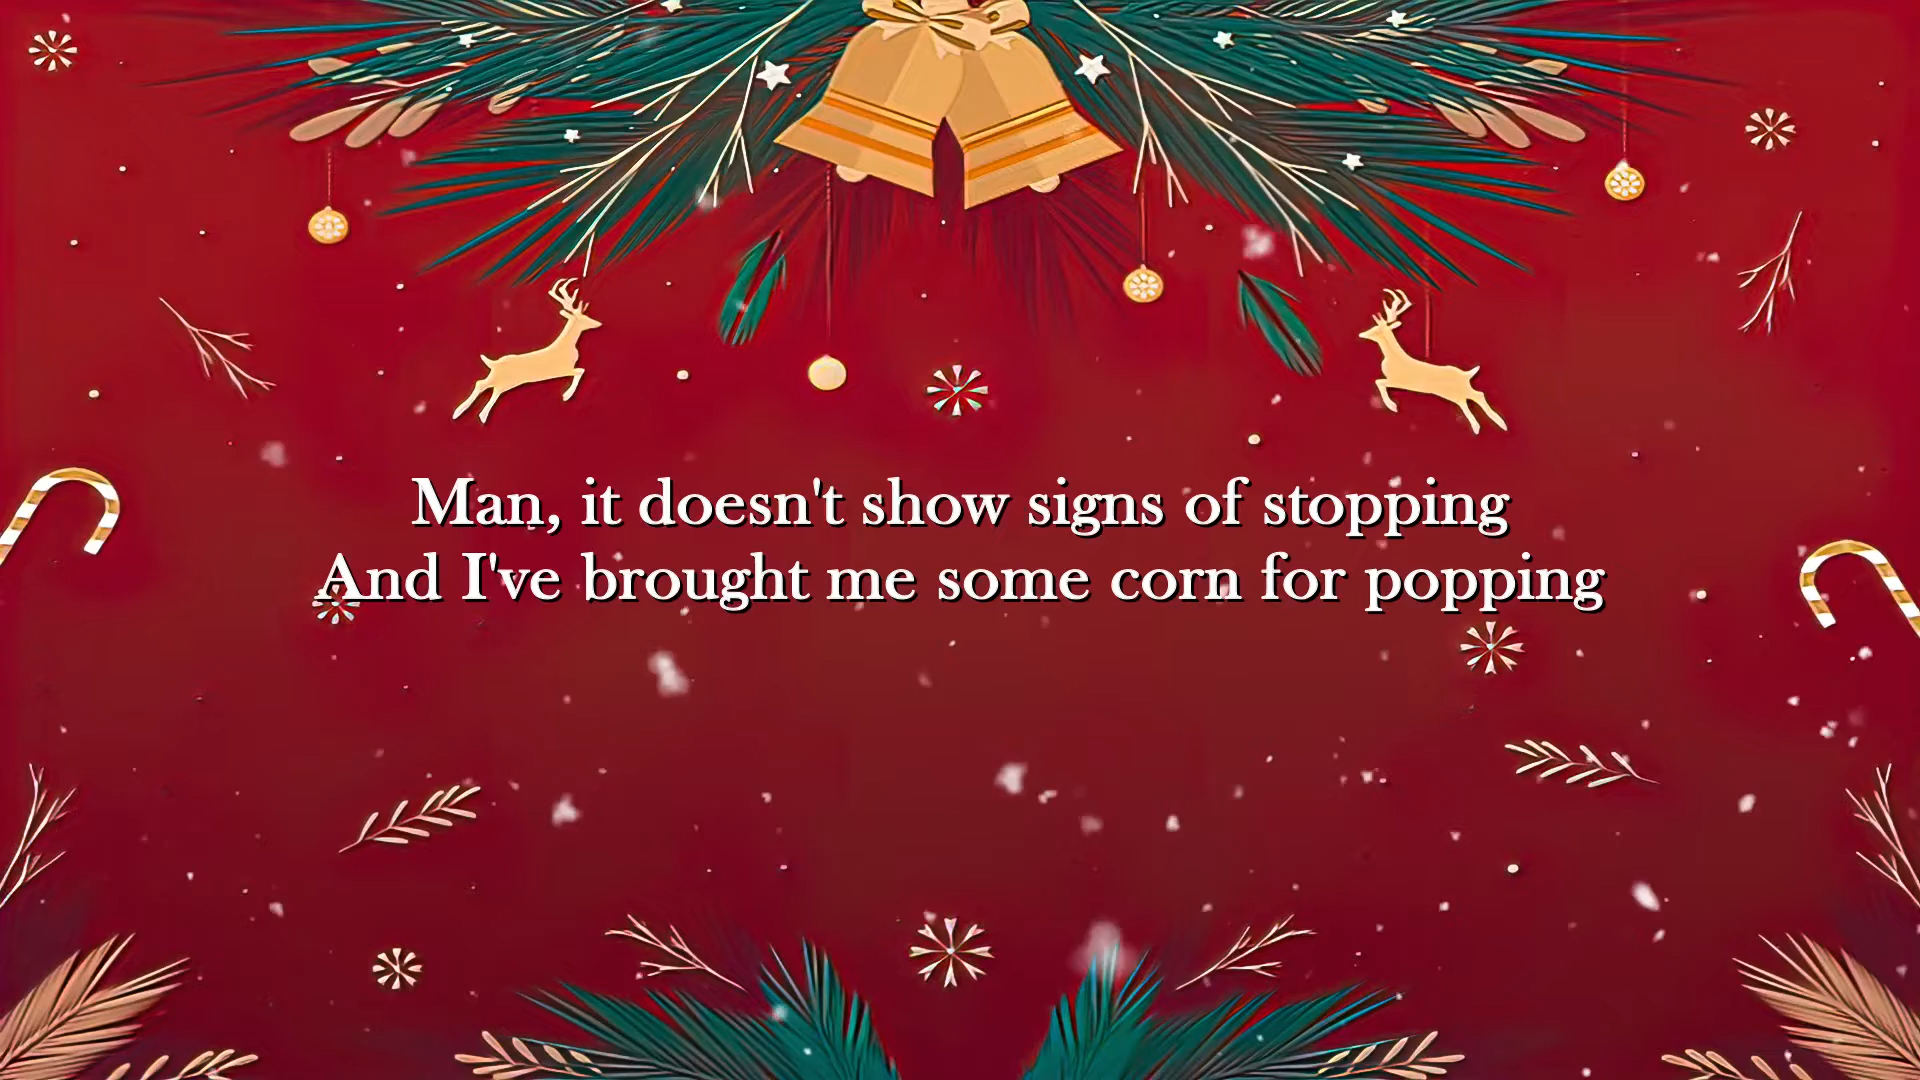 Man, it doesn't show signs of stopping
And I've brought me some corn for popping